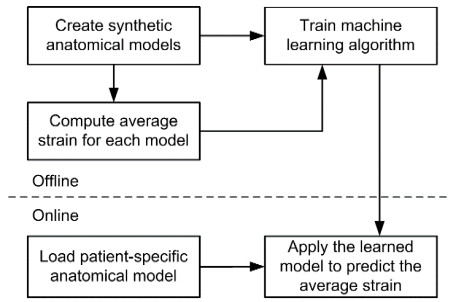 Create synthetic
anatomical models
Train machine
learning algorithm
Compute average
strain for each model
Offline
Online
Load patient-specific
anatomical model
Apply the learned
model to predict the
average strain